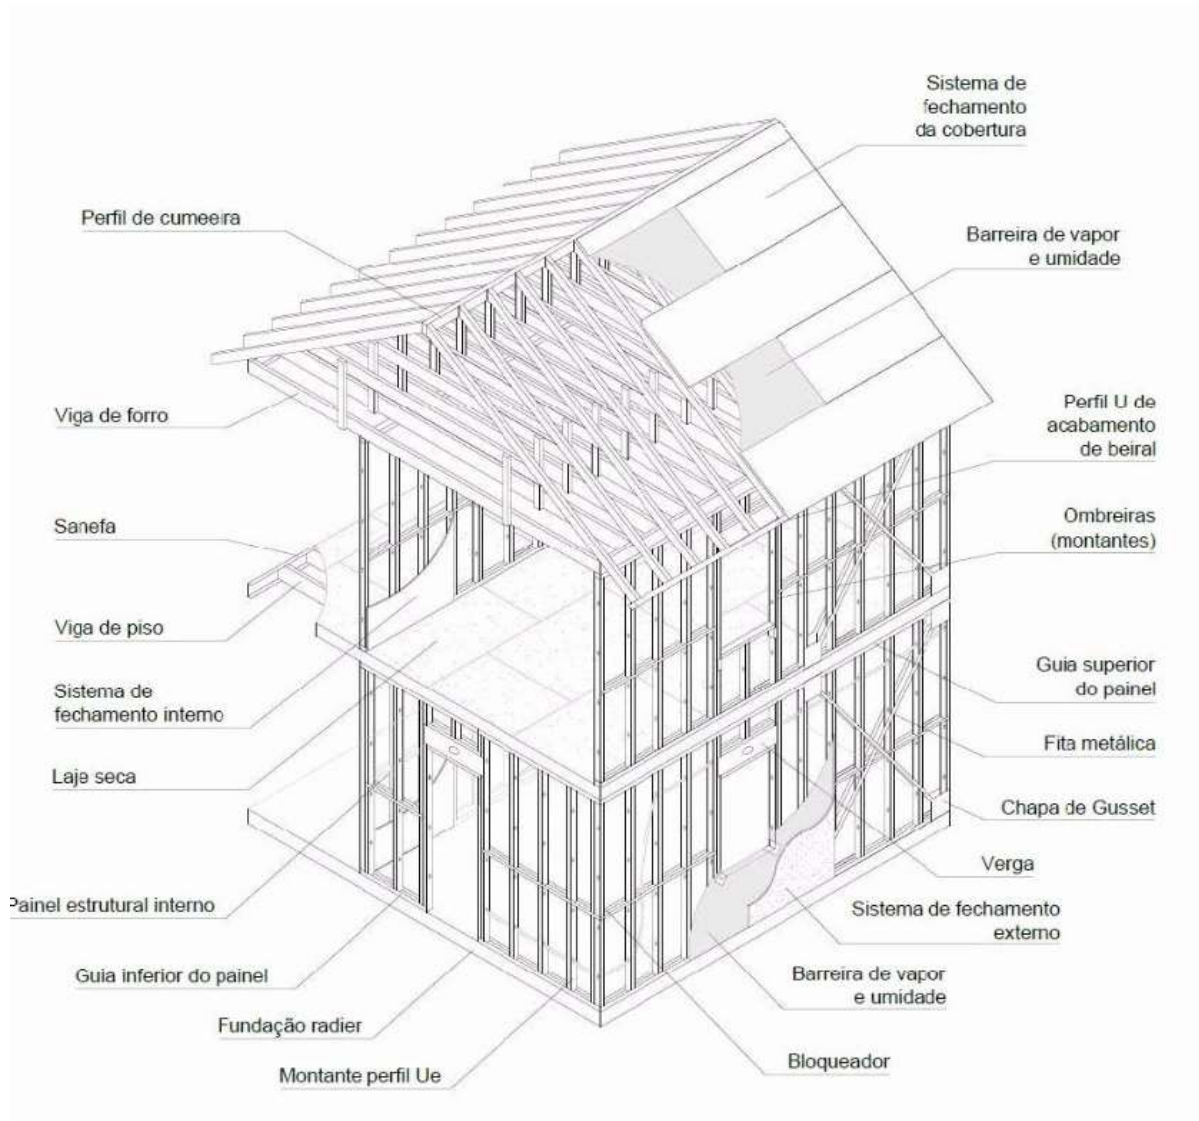 Sistema de
fechamento
da cobertura
Perfil de cumeeira
Barreira de vapor
e umidade
Viga de forro
Perfil U de
acabamento
de beiral
Sanefa
Ombreiras
(montantes)
Viga de piso
Sistema de
fechamento interno
Guia superior
do painel
Laje seca
Fita metálica
Chapa de Gusset
Verga
Painel estrutural interno
Sistema de fechamento
externo
Guia inferior do painel
Barreira de vapor
e umidade
Fundação radier
Bloqueador
Montante perfil Ue